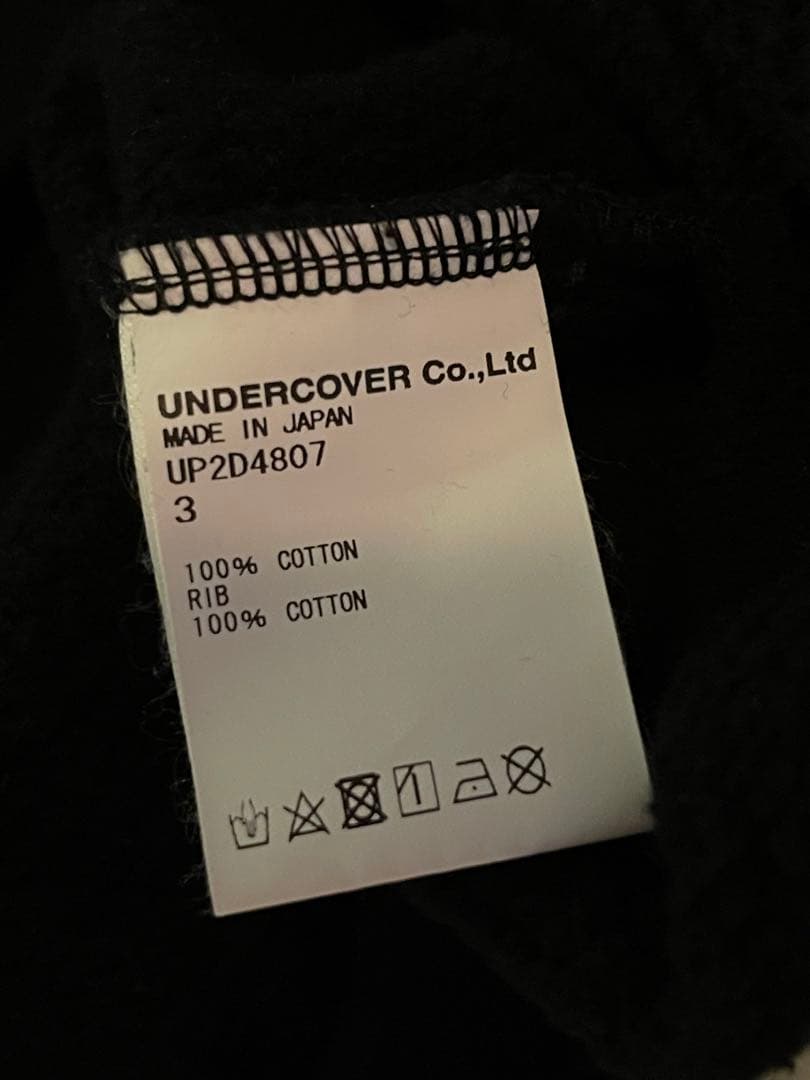 UNDERCOVER Co.,Ltd
MADE IN JAPAN
UP2D4807
3
100% COTTON
RIB
100% COTTON